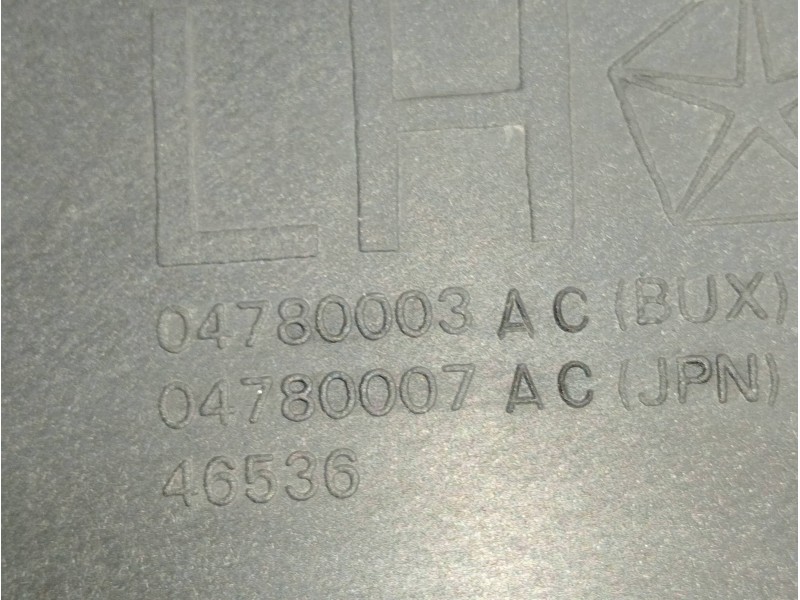 LH
04780003 AC (BUX)
04780007 AC (JPN)
46536